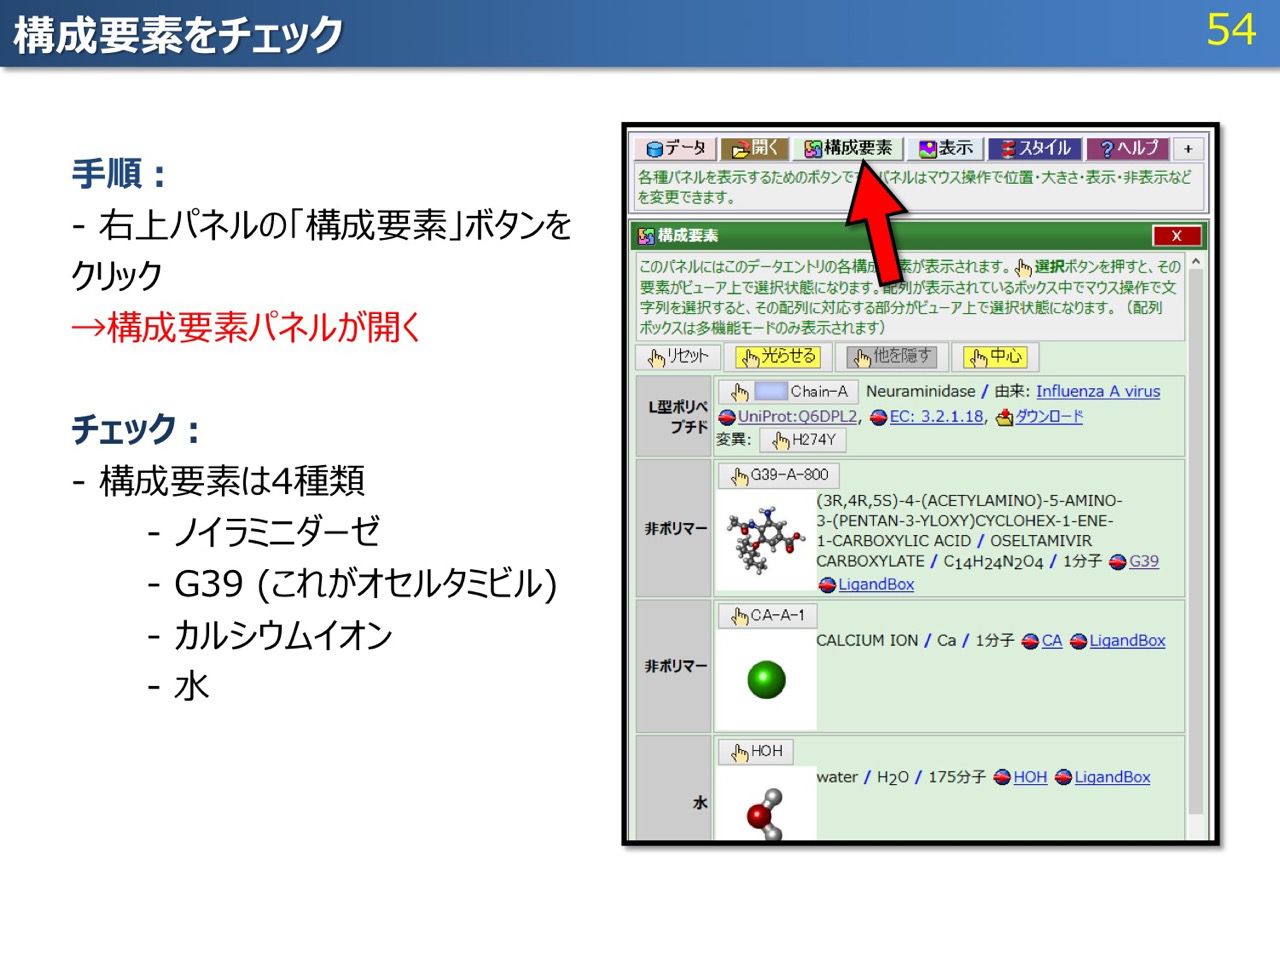 構成要素をチェック
54
手順：
- 右上パネルの「構成要素」ボタンを
クリック
→構成要素パネルが開く
チェック：
- 構成要素は4種類
- ノイラミニダーゼ
- G39 (これがオセルタミビル)
- カルシウムイオン
- 水
データ 開く 構成要素 表示 スタイル ヘルプ +
各種パネルを表示するためのボタンで パネルはマウス操作で位置・大きさ・表示・非表示など
を変更できます。
構成要素 X
このパネルにはこのデータエントリの各構成 素が表示されます。 選択ボタンを押すと、その
要素がビューア上で選択状態になります。配列が表示されているボックス中でマウス操作で文
字列を選択すると、その配列に対応する部分がビューア上で選択状態になります。（配列
ボックスは多機能モードのみ表示されます）
リセット 光らせる 他を隠す 中心
L型ポリペ
プチド
Chain-A Neuraminidase / 由来: Influenza A virus
UniProt:Q6DPL2, EC: 3.2.1.18, ダウンロード
変異: H274Y
非ポリマー
G39-A-800
(3R,4R,5S)-4-(ACETYLAMINO)-5-AMINO-
3-(PENTAN-3-YLOXY)CYCLOHEX-1-ENE-
1-CARBOXYLIC ACID / OSELTAMIVIR
CARBOXYLATE / C14H24N2O4 / 1分子 G39
LigandBox
非ポリマー
CA-A-1
CALCIUM ION / Ca / 1分子 CA LigandBox
水
HOH
water / H2O / 175分子 HOH LigandBox